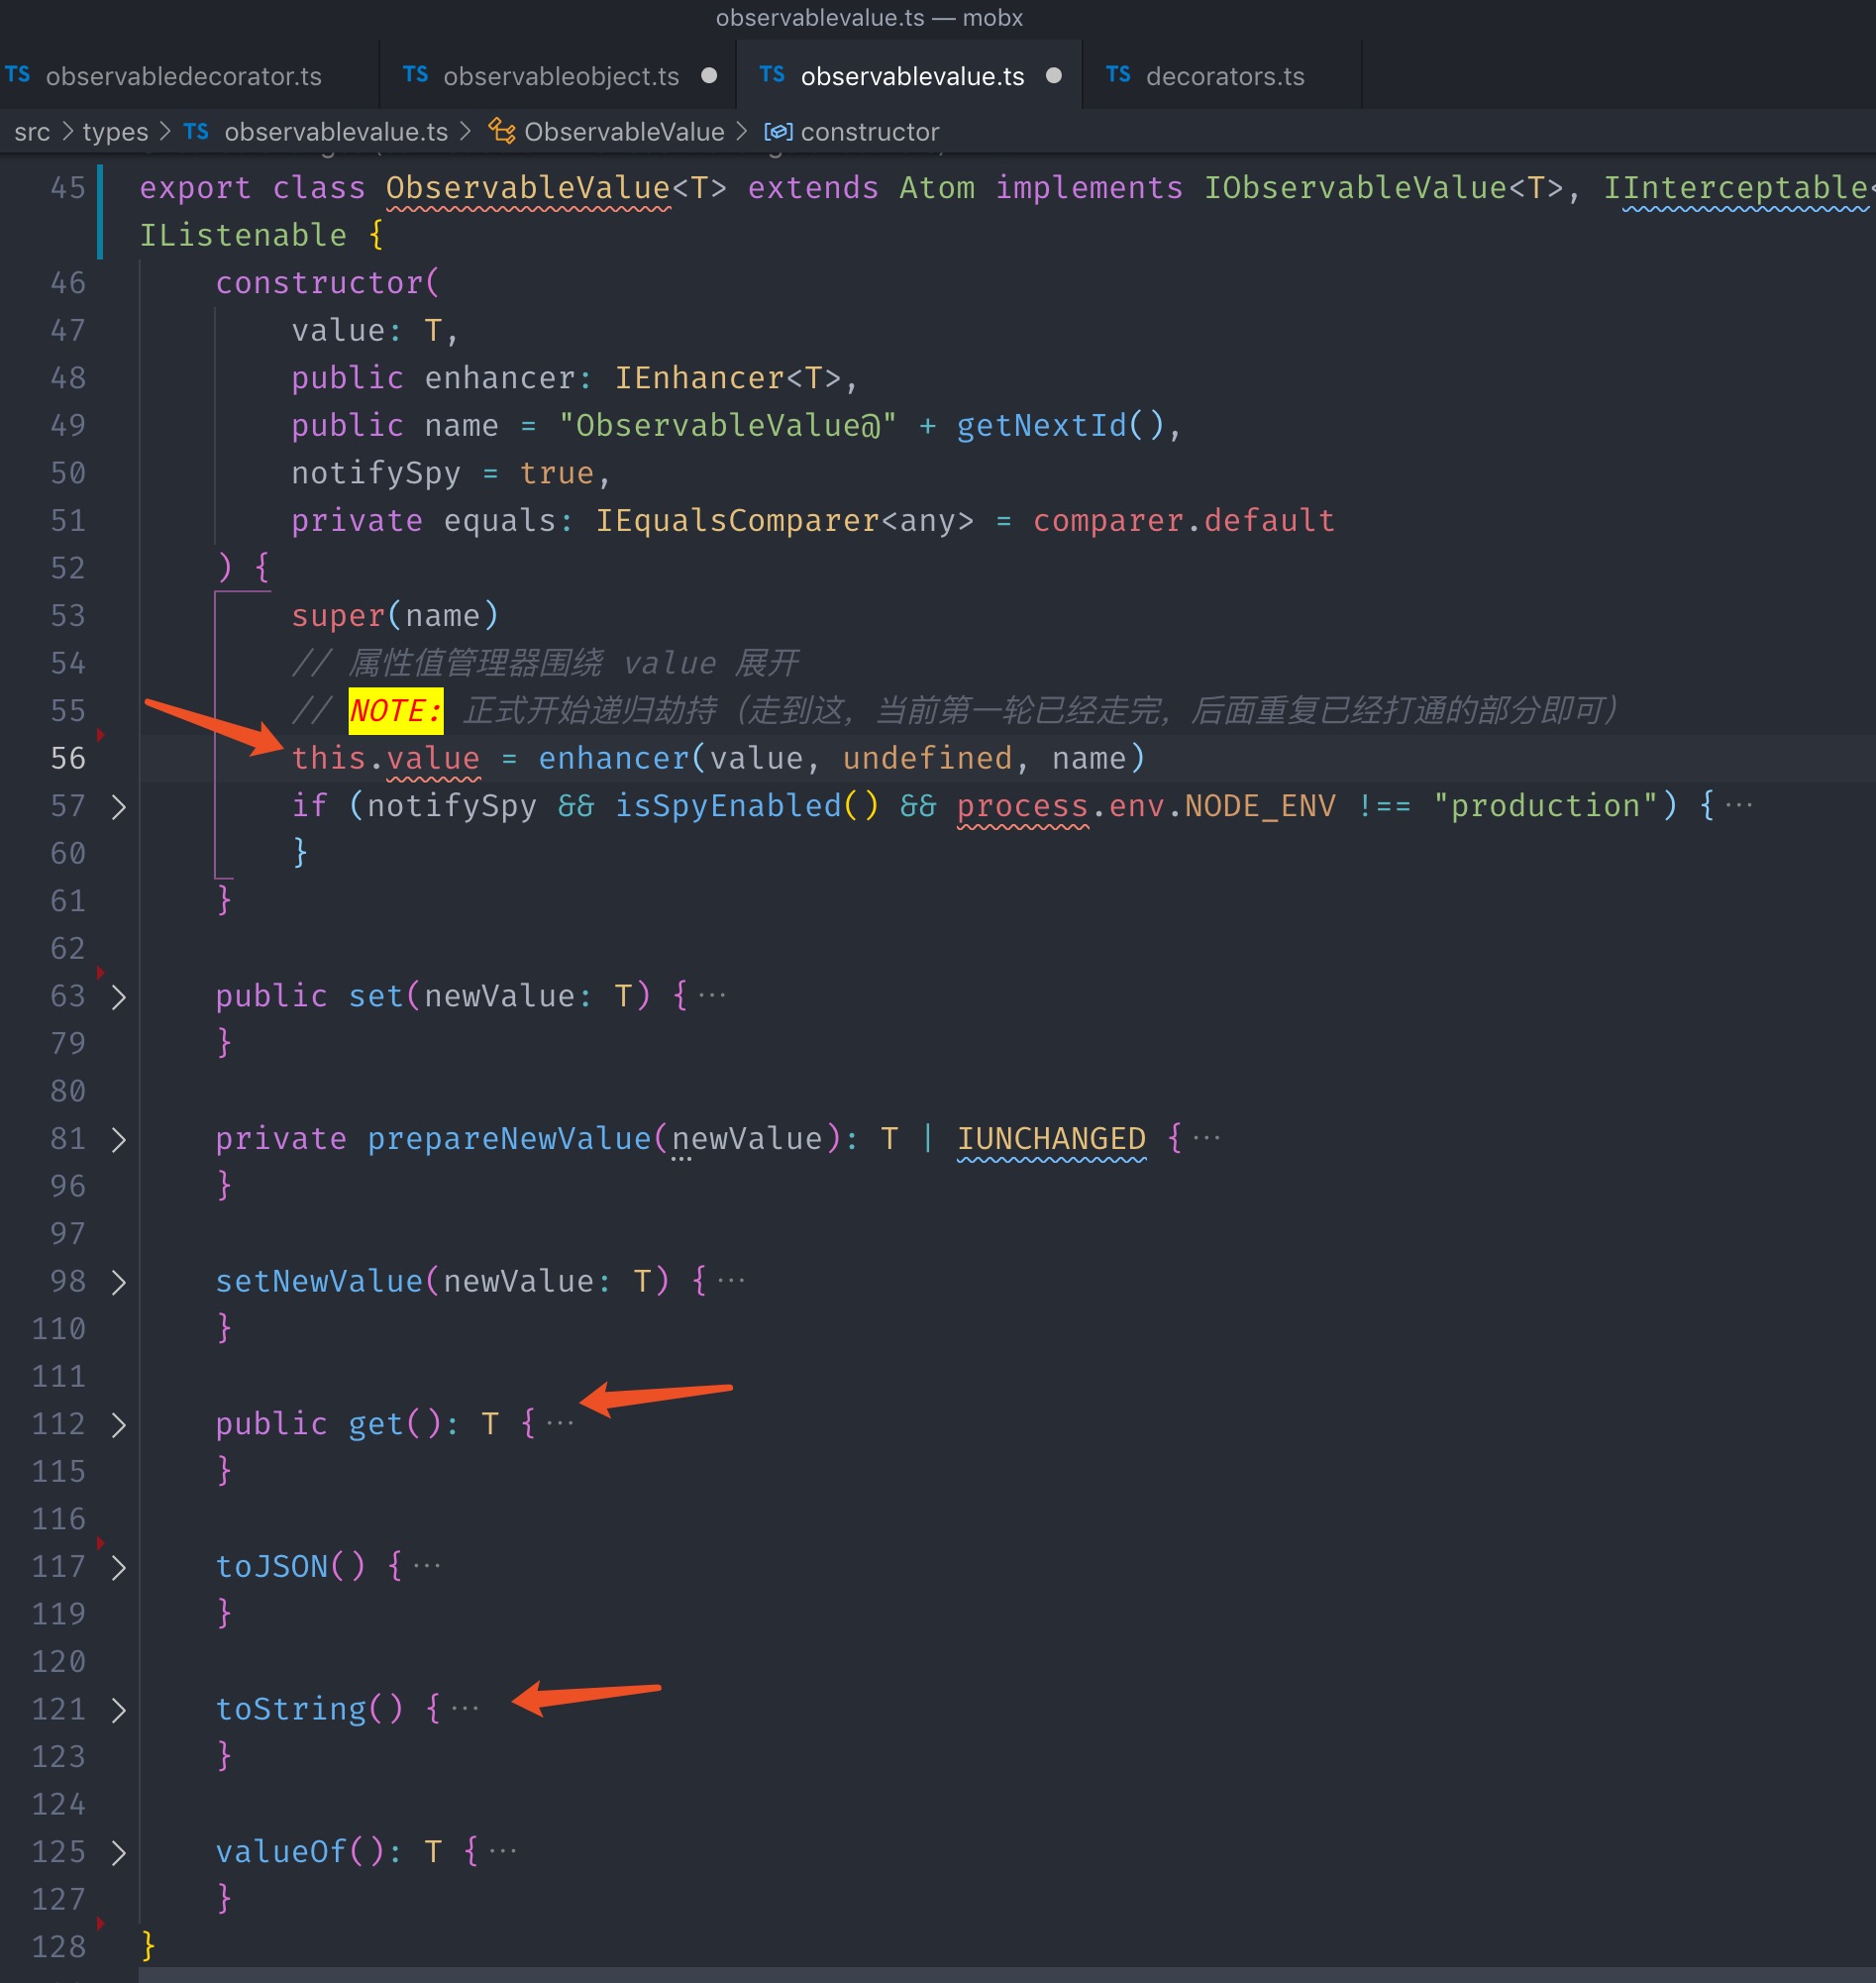 observablevalue.ts — mobx
TS observabledecorator.ts TS observableobject.ts TS observablevalue.ts TS decorators.ts
src > types > TS observablevalue.ts > ObservableValue > constructor
45 export class ObservableValue<T> extends Atom implements IObservableValue<T>, IInterceptable<
IListenable {
46 constructor(
47 value: T,
48 public enhancer: IEnhancer<T>,
49 public name = "ObservableValue@" + getNextId(),
50 notifySpy = true,
51 private equals: IEqualsComparer<any> = comparer.default
52 ) {
53 super(name)
54 // 属性值管理器围绕 value 展开
55 // NOTE: 正式开始递归劫持（走到这，当前第一轮已经走完，后面重复已经打通的部分即可）
56 this.value = enhancer(value, undefined, name)
57 if (notifySpy && isSpyEnabled() && process.env.NODE_ENV !== "production") {···
60 }
61 }
62
63 public set(newValue: T) {···
79 }
80
81 private prepareNewValue(newValue): T | IUNCHANGED {···
96 }
97
98 setNewValue(newValue: T) {···
110 }
111
112 public get(): T {···
115 }
116
117 toJSON() {···
119 }
120
121 toString() {···
123 }
124
125 valueOf(): T {···
127 }
128 }